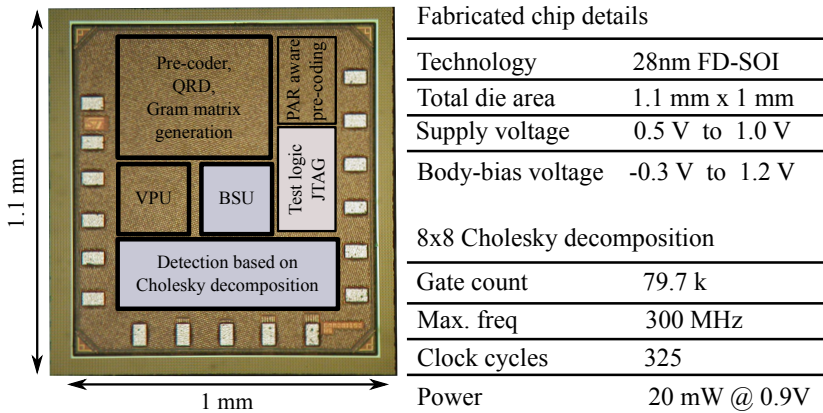 1.1 mm
Pre-coder,
QRD,
Gram matrix
generation
PAR aware
pre-coding
VPU
BSU
Test logic
JTAG
Detection based on
Cholesky decomposition
1 mm
Fabricated chip details
Technology 28nm FD-SOI
Total die area 1.1 mm x 1 mm
Supply voltage 0.5 V to 1.0 V
Body-bias voltage -0.3 V to 1.2 V
8x8 Cholesky decomposition
Gate count 79.7 k
Max. freq 300 MHz
Clock cycles 325
Power 20 mW @ 0.9V